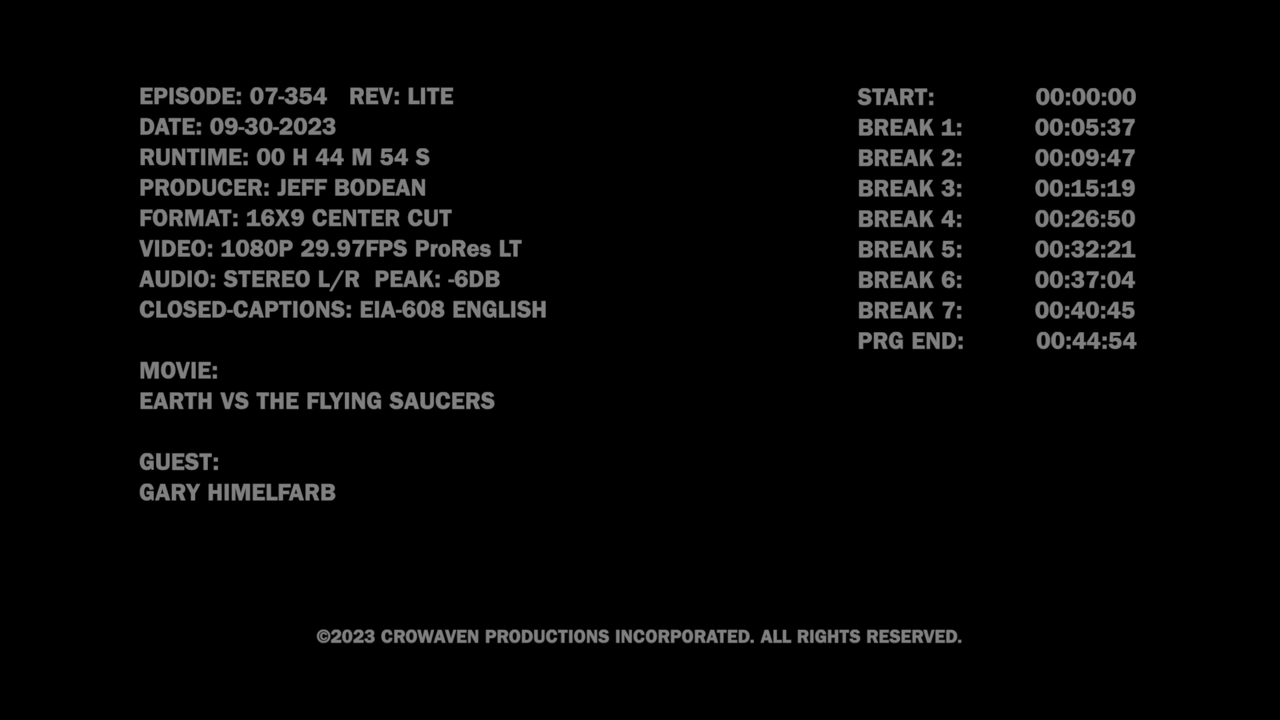 EPISODE: 07-354 REV: LITE
DATE: 09-30-2023
RUNTIME: 00 H 44 M 54 S
PRODUCER: JEFF BODEAN
FORMAT: 16X9 CENTER CUT
VIDEO: 1080P 29.97FPS ProRes LT
AUDIO: STEREO L/R PEAK: -6DB
CLOSED-CAPTIONS: EIA-608 ENGLISH
MOVIE:
EARTH VS THE FLYING SAUCERS
GUEST:
GARY HIMELFARB
START: 00:00:00
BREAK 1: 00:05:37
BREAK 2: 00:09:47
BREAK 3: 00:15:19
BREAK 4: 00:26:50
BREAK 5: 00:32:21
BREAK 6: 00:37:04
BREAK 7: 00:40:45
PRG END: 00:44:54
©2023 CROWAVEN PRODUCTIONS INCORPORATED. ALL RIGHTS RESERVED.